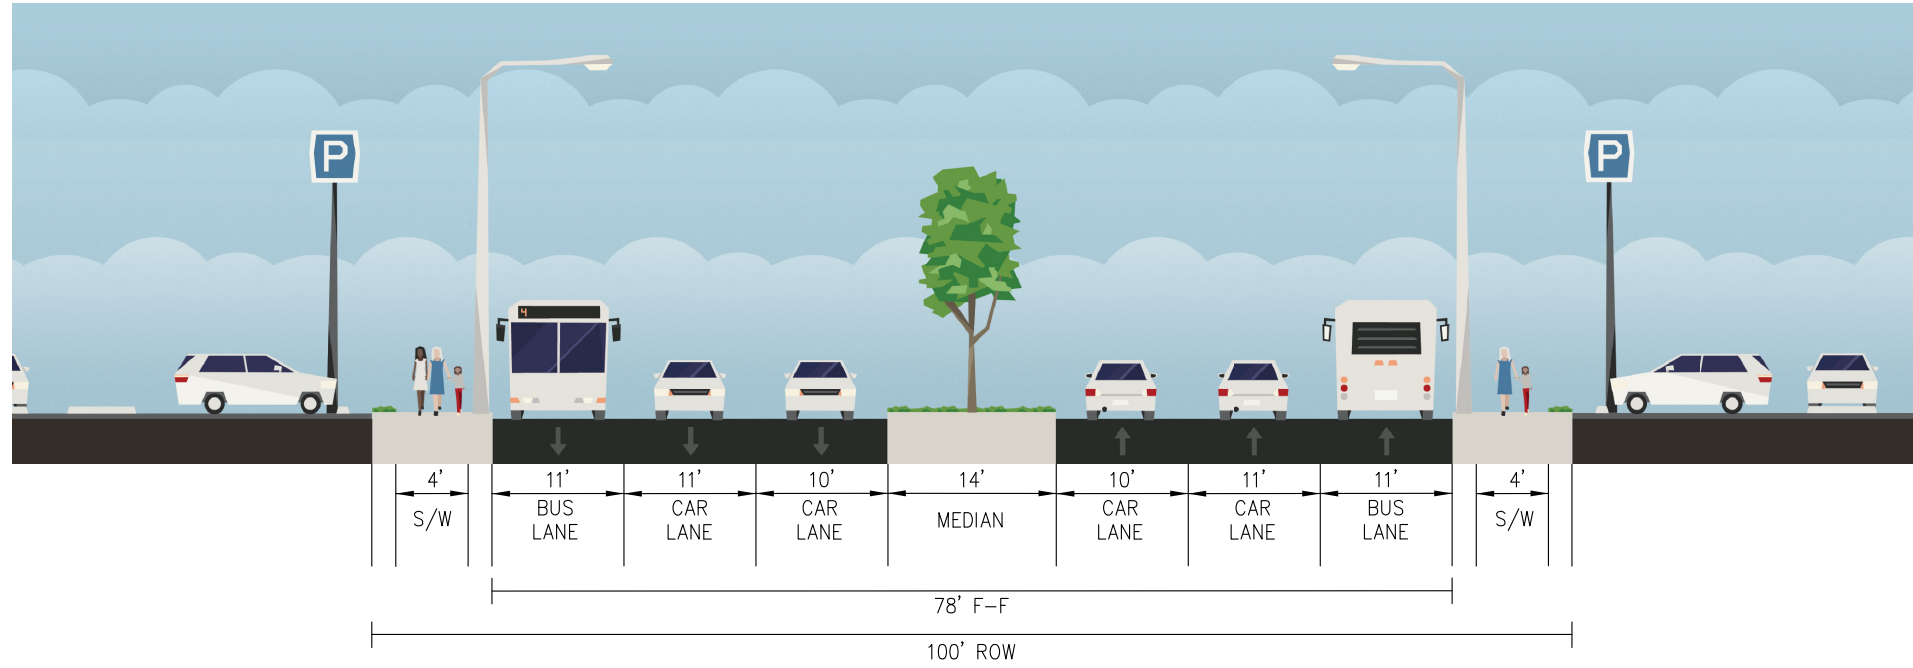 P
P
4
4'
11'
11'
10'
14'
10'
11'
11'
4'
S/W
BUS
LANE
CAR
LANE
CAR
LANE
MEDIAN
CAR
LANE
CAR
LANE
BUS
LANE
S/W
78' F-F
100' ROW